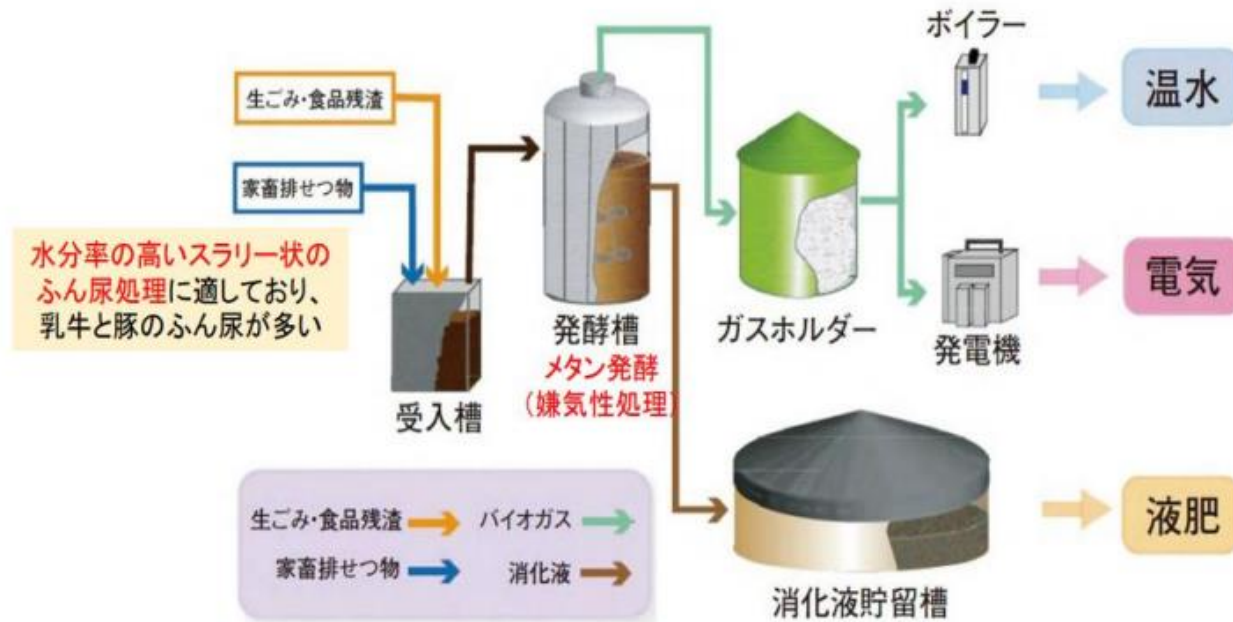 ボイラー
温水
生ごみ・食品残渣
家畜排せつ物
水分率の高いスラリー状の
ふん尿処理に適しており、
乳牛と豚のふん尿が多い
受入槽
発酵槽
メタン発酵
（嫌気性処理）
ガスホルダー
発電機
電気
生ごみ・食品残渣
バイオガス
家畜排せつ物
消化液
消化液貯留槽
液肥